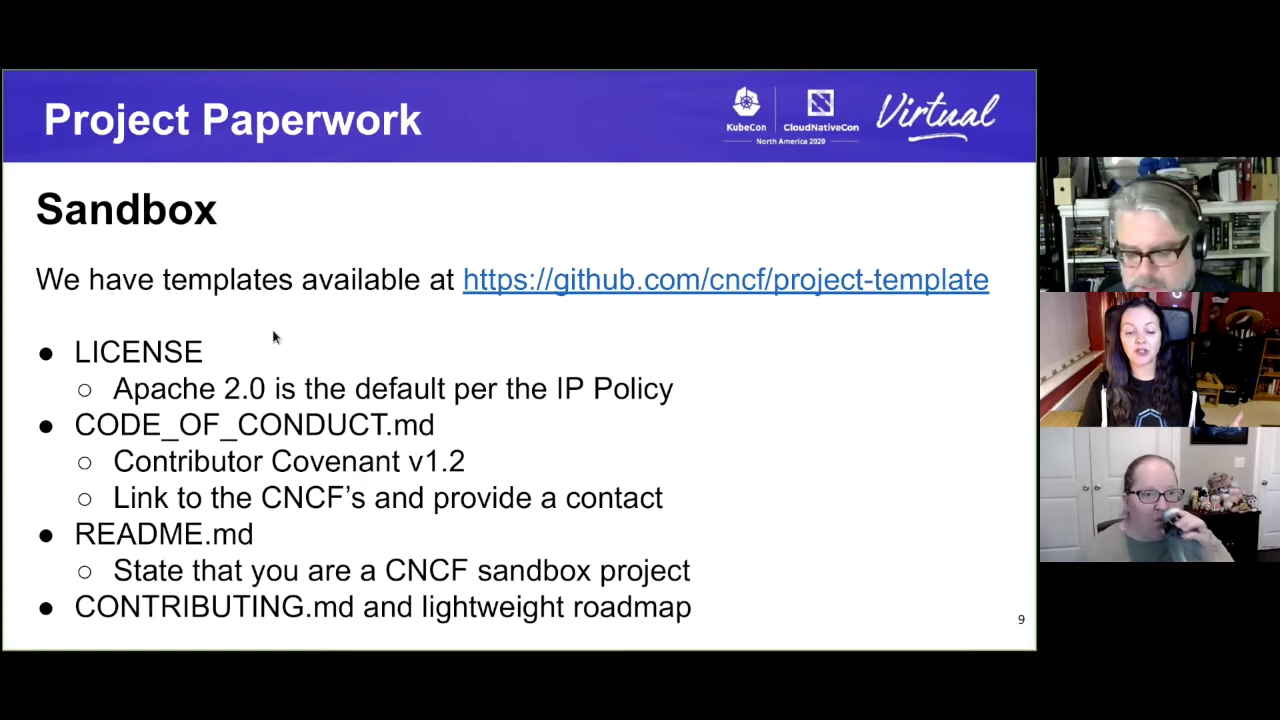 Project Paperwork
KubeCon
CloudNativeCon
North America 2020
Virtual
Sandbox
We have templates available at https://github.com/cncf/project-template
● LICENSE
○ Apache 2.0 is the default per the IP Policy
● CODE_OF_CONDUCT.md
○ Contributor Covenant v1.2
○ Link to the CNCF’s and provide a contact
● README.md
○ State that you are a CNCF sandbox project
● CONTRIBUTING.md and lightweight roadmap
9